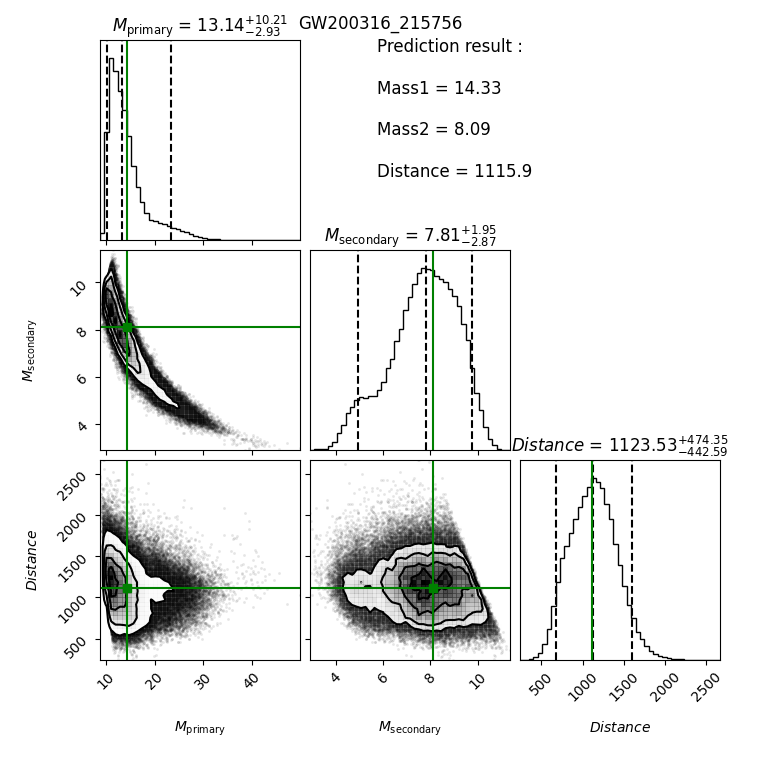 M_primary = 13.14^{+10.21}_{-2.93} GW200316_215756
Prediction result :
Mass1 = 14.33
Mass2 = 8.09
Distance = 1115.9
M_secondary = 7.81^{+1.95}_{-2.87}
10
8
6
4
M_secondary
Distance = 1123.53^{+474.35}_{-442.59}
2500
2000
1500
1000
500
Distance
10 20 30 40
4 6 8 10
500 1000 1500 2000 2500
M_primary
M_secondary
Distance